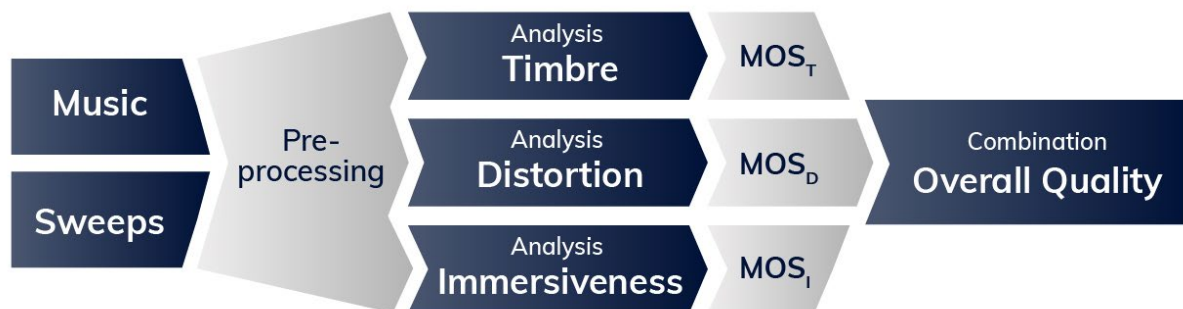 Music
Sweeps
Pre-
processing
Analysis
Timbre
MOS_T
Analysis
Distortion
MOS_D
Analysis
Immersiveness
MOS_I
Combination
Overall Quality